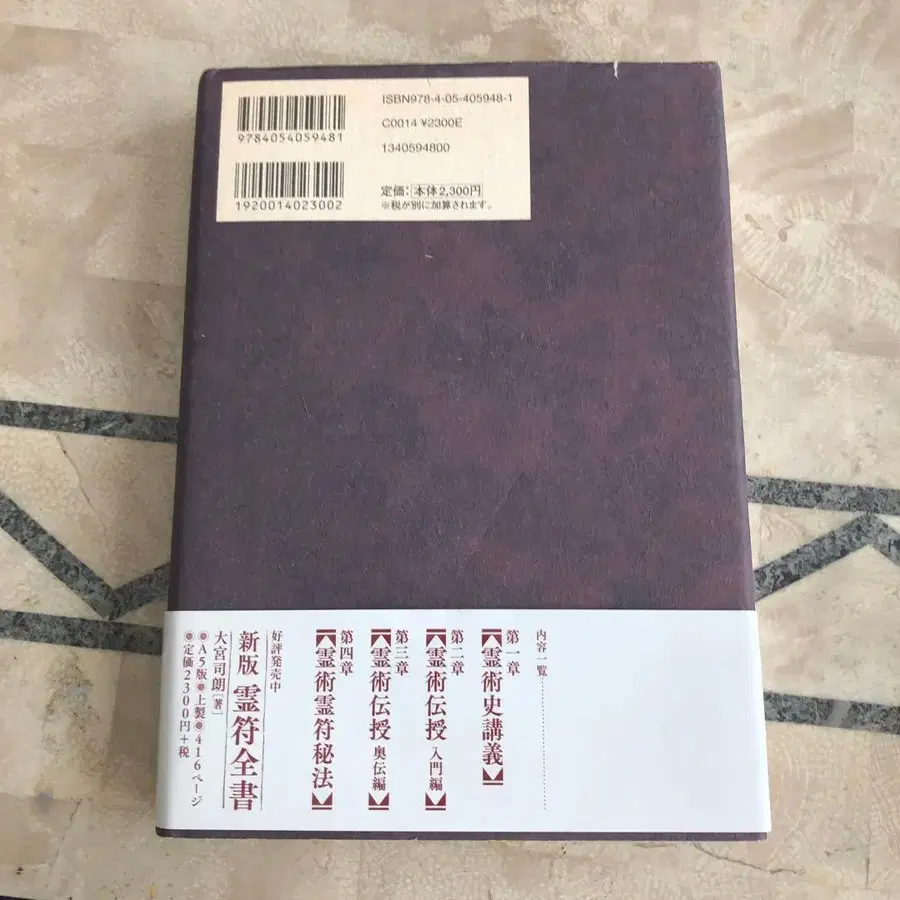 ISBN978-4-05-405948-1
C0014 ¥2300E
1340594800
9784054059481
1920014023002
定価：本体2,300円
※税が別に加算されます。
内容一覧
第一章
【霊術史講義】
第二章
【霊術伝授 入門編】
第三章
【霊術伝授 奥伝編】
第四章
【霊術霊符秘法】
好評発売中
新版 霊符全書
大宮司朗［著］
●A5版●上製●416ページ
●定価2300円＋税